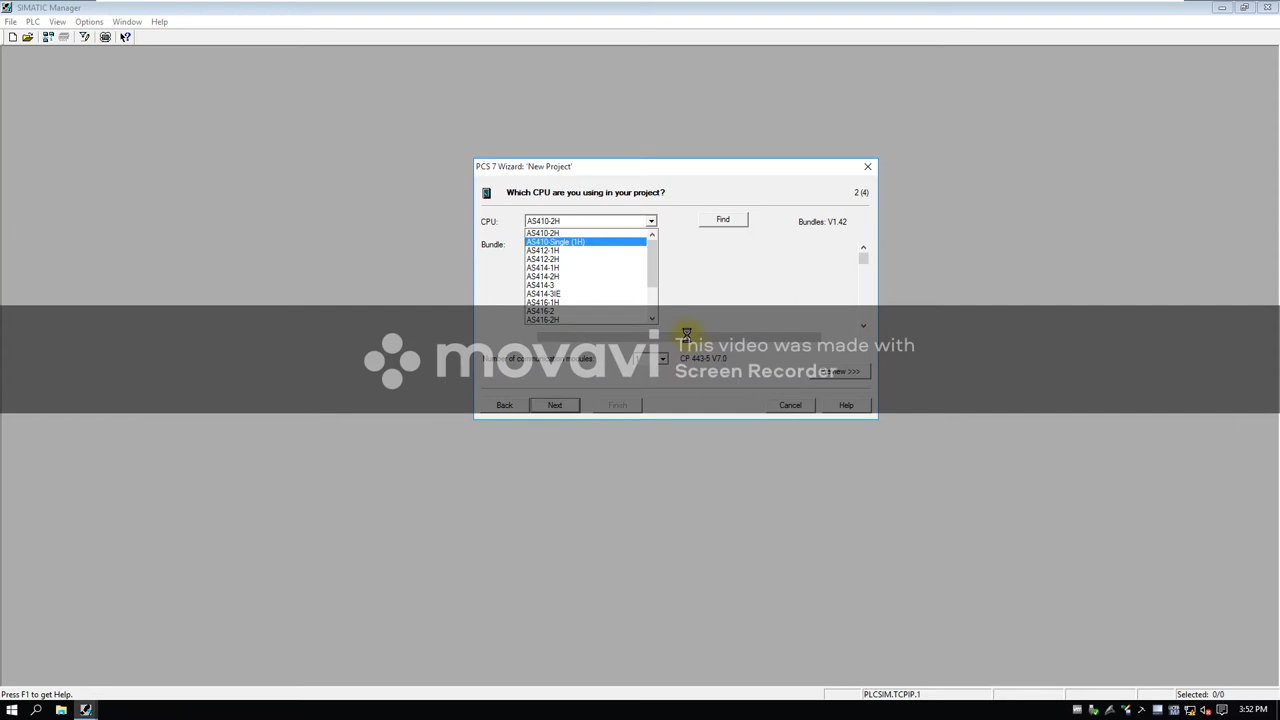 SIMATIC Manager
File PLC View Options Window Help
PCS 7 Wizard: 'New Project'
Which CPU are you using in your project?
2 (4)
CPU:
AS410-2H
Find
Bundles: V1.42
Bundle:
AS410-2H
AS410-Single (1H)
AS412-1H
AS412-2H
AS414-1H
AS414-2H
AS414-3
AS414-3IE
AS416-1H
AS416-2
AS416-2H
Number of communication modules:
CP 443-5 V7.0
movavi
This video was made with
Screen Recorder
>>>
Back Next Finish Cancel Help
Press F1 to get Help.
PLCSIM.TCPIP.1
Selected: 0/0
3:52 PM